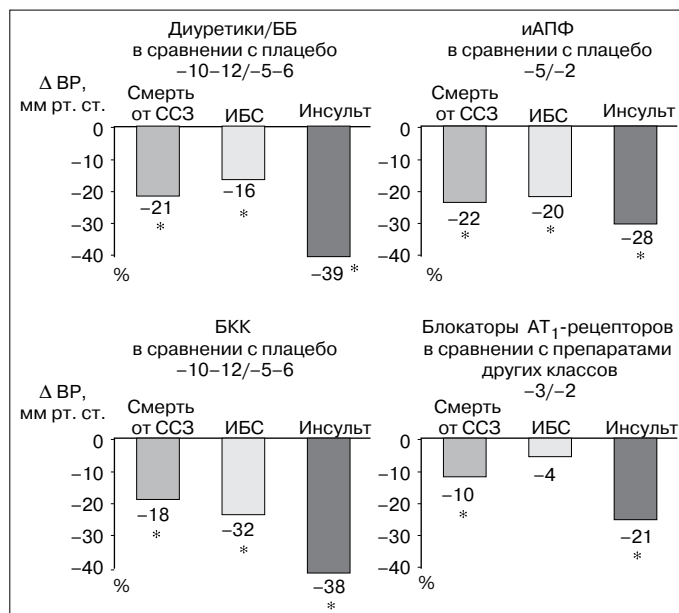 Диуретики/ББ
в сравнении с плацебо
−10−12/−5−6
Δ ВР,
мм рт. ст.
Смерть
от ССЗ
ИБС
Инсульт
0
−10
−20
−30
−40
%
−21
*
−16
*
−39 *
иАПФ
в сравнении с плацебо
−5/−2
Смерть
от ССЗ
ИБС
Инсульт
0
−10
−20
−30
−40
%
−22
*
−20
*
−28
*
БКК
в сравнении с плацебо
−10−12/−5−6
Δ ВР,
мм рт. ст.
Смерть
от ССЗ
ИБС
Инсульт
0
−10
−20
−30
−40
%
−18
*
−32
*
−38
*
Блокаторы АТ1-рецепторов
в сравнении с препаратами
других классов
−3/−2
Смерть
от ССЗ
ИБС
Инсульт
0
−10
−20
−30
−40
%
−10
*
−4
−21
*